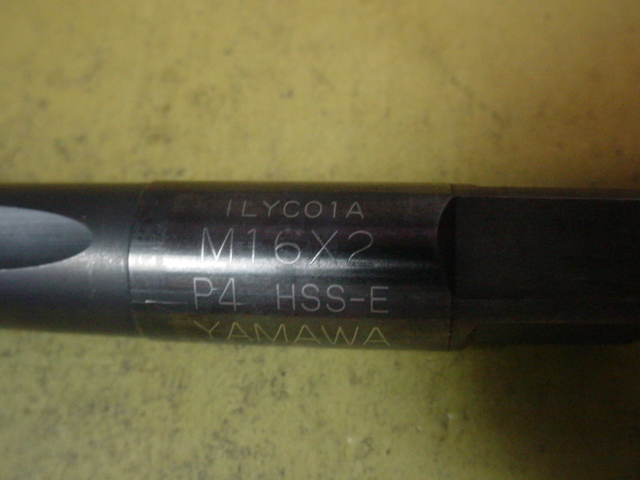 ILYC01A
M16X2
P4 HSS-E
YAMAWA